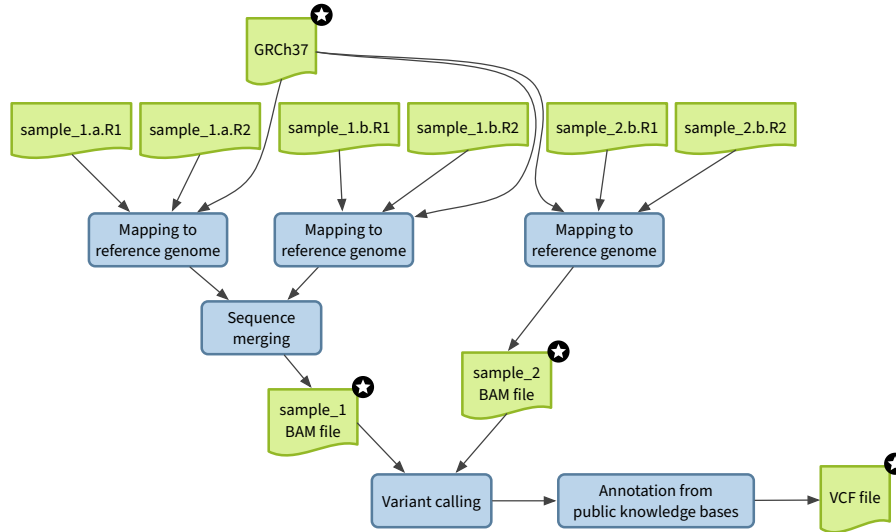 GRCh37
sample_1.a.R1
sample_1.a.R2
sample_1.b.R1
sample_1.b.R2
sample_2.b.R1
sample_2.b.R2
Mapping to
reference genome
Mapping to
reference genome
Mapping to
reference genome
Sequence
merging
sample_1
BAM file
sample_2
BAM file
Variant calling
Annotation from
public knowledge bases
VCF file